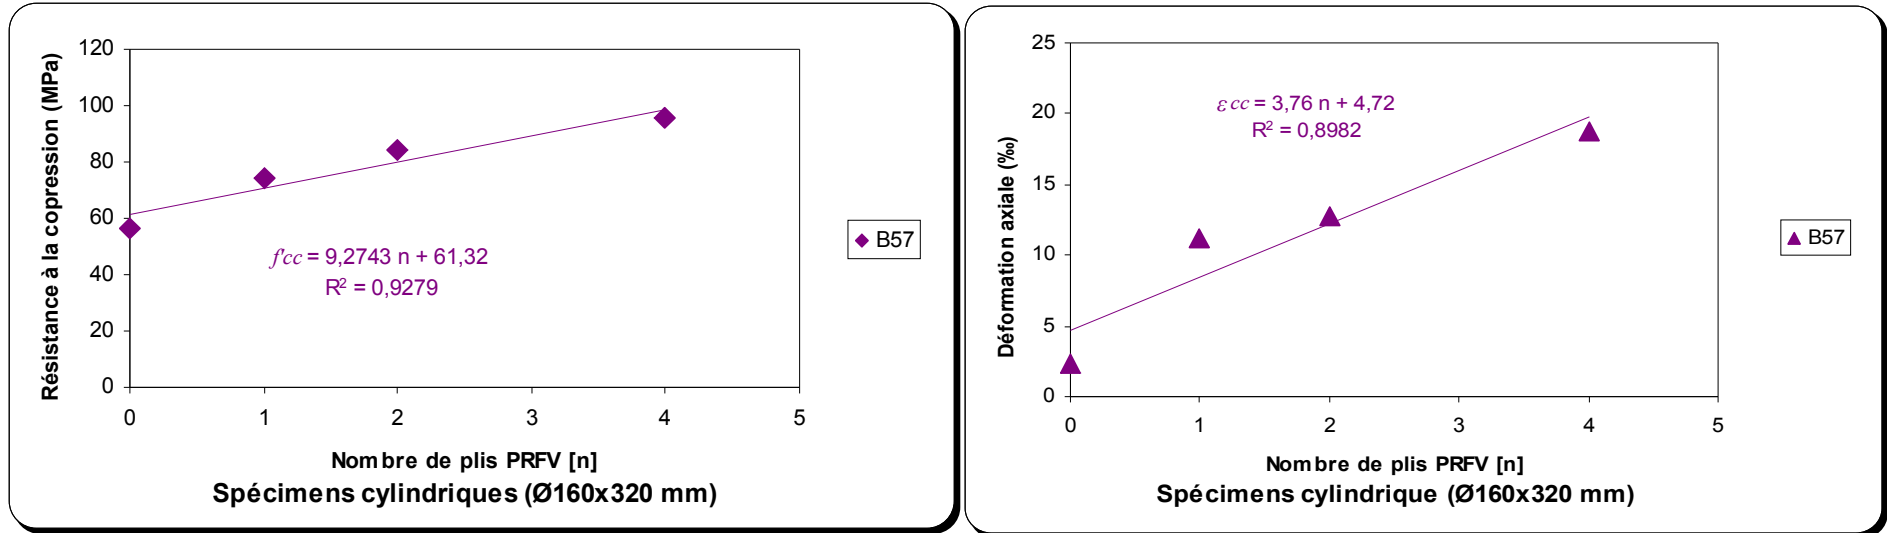 Résistance à la copression (MPa)
120
100
80
60
40
20
0
0 1 2 3 4 5
f'cc = 9,2743 n + 61,32
R² = 0,9279
B57
Nombre de plis PRFV [n]
Spécimens cylindriques (Ø160x320 mm)
Déformation axiale (‰)
25
20
15
10
5
0
0 1 2 3 4 5
εcc = 3,76 n + 4,72
R² = 0,8982
B57
Nombre de plis PRFV [n]
Spécimens cylindrique (Ø160x320 mm)